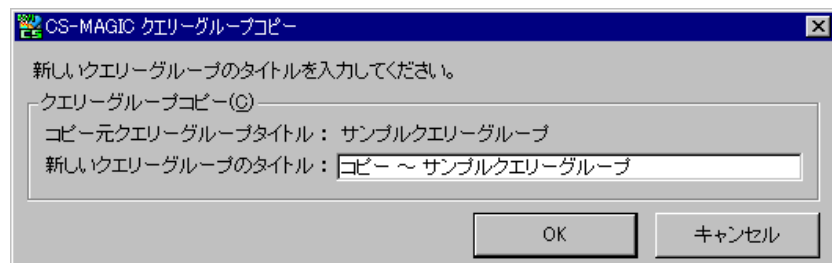 CS-MAGIC クエリーグループコピー
新しいクエリーグループのタイトルを入力してください。
クエリーグループコピー(C)
コピー元クエリーグループタイトル： サンプルクエリーグループ
新しいクエリーグループのタイトル： コピー ～ サンプルクエリーグループ
OK キャンセル